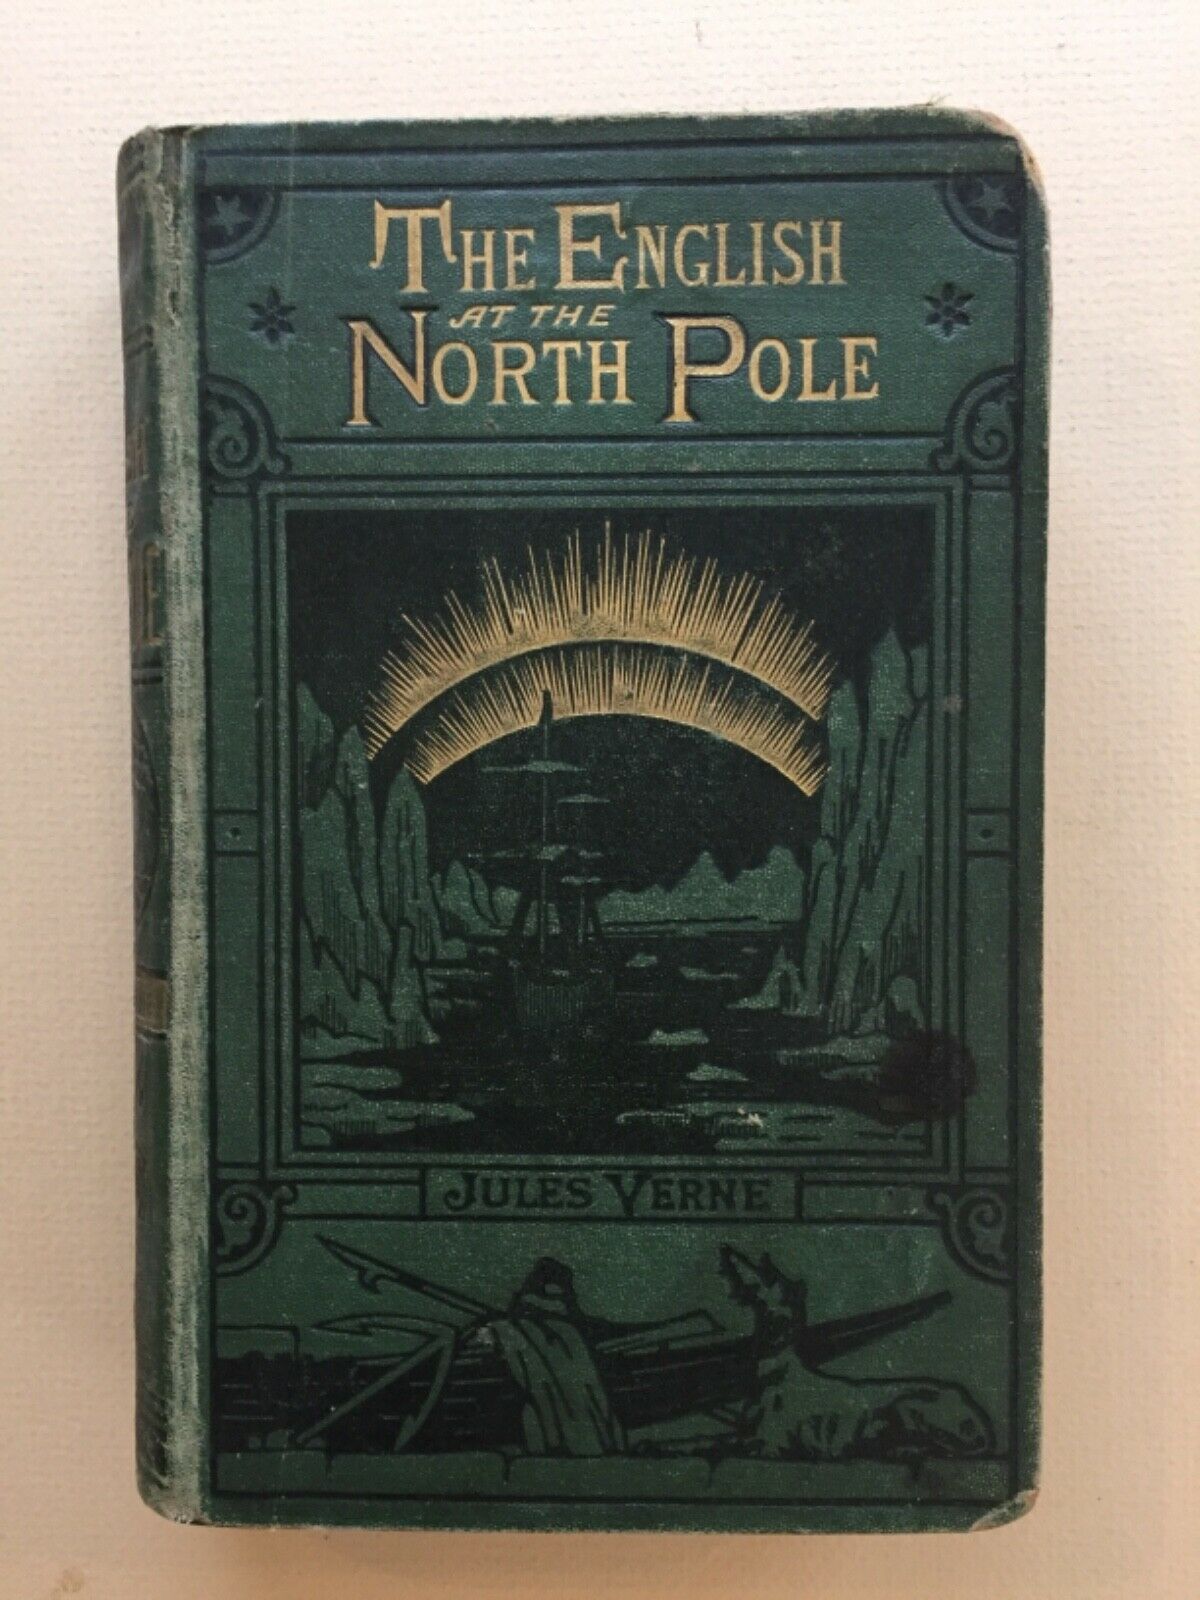 THE ENGLISH
AT THE
NORTH POLE
JULES VERNE